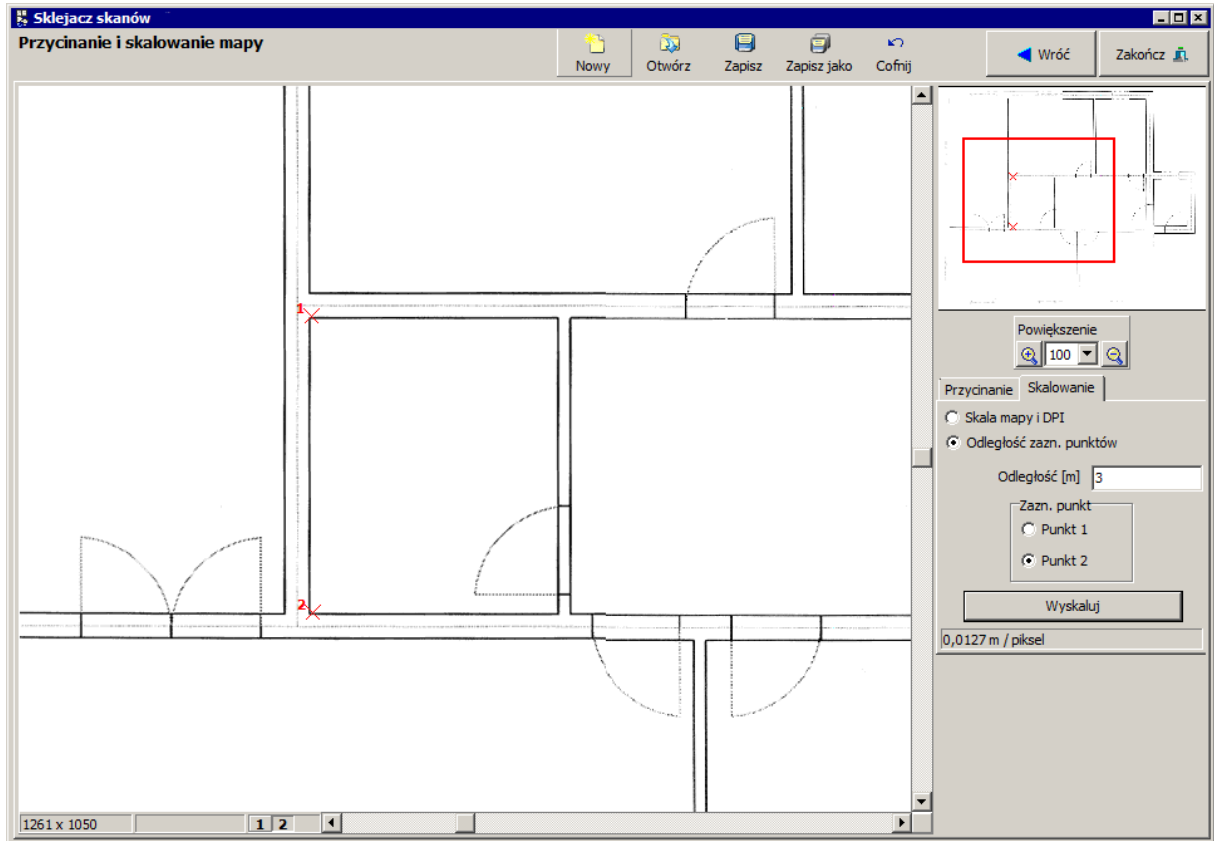 Sklejacz skanów
Przycinanie i skalowanie mapy
Nowy Otwórz Zapisz Zapisz jako Cofnij Wróć Zakończ
1
2
Powiększenie
100
Przycinanie Skalowanie
Skala mapy i DPI
Odległość zazn. punktów
Odległość [m] 3
Zazn. punkt
Punkt 1
Punkt 2
Wyskaluj
0,0127 m / piksel
1261 x 1050 1 2